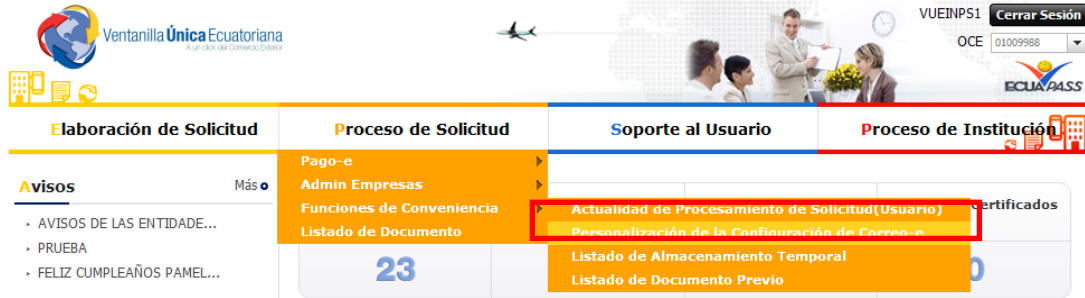 VUEINPS1 Cerrar Sesión
Ventanilla Única Ecuatoriana
A un click del Comercio Exterior
OCE 01009988
ECUAPASS
Elaboración de Solicitud Proceso de Solicitud Soporte al Usuario Proceso de Institución
Pago-e
Avisos Más Admin Empresas
Funciones de Conveniencia Actualidad de Procesamiento de Solicitud(Usuario) ertificados
AVISOS DE LAS ENTIDADE... Listado de Documento Personalización de la Configuración de Correo-e
PRUEBA Listado de Almacenamiento Temporal
FELIZ CUMPLEAÑOS PAMEL... 23 Listado de Documento Previo 0